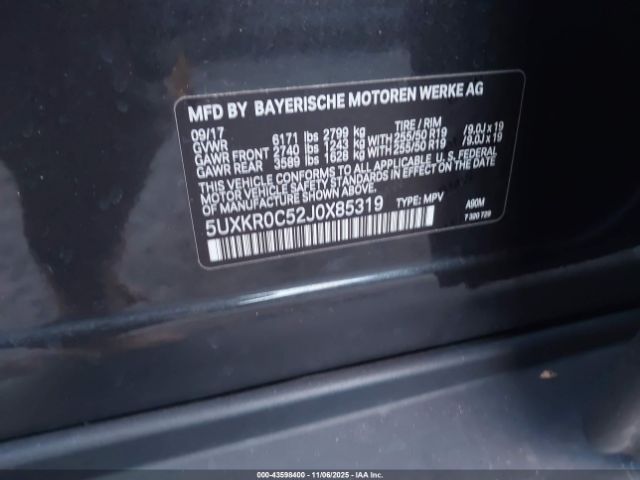 MFD BY BAYERISCHE MOTOREN WERKE AG
09/17 TIRE / RIM
GVWR 6171 lbs 2799 kg
GAWR FRONT 2740 lbs 1243 kg WITH 255/50 R19 /9.0J x 19
GAWR REAR 3589 lbs 1628 kg WITH 255/50 R19 /9.0J x 19
THIS VEHICLE CONFORMS TO ALL APPLICABLE U. S. FEDERAL
MOTOR VEHICLE SAFETY STANDARDS IN EFFECT ON THE DATE
OF MANUFACTURE SHOWN ABOVE.
5UXKR0C52J0X85319 TYPE: MPV A90M
7 320 729
000-43598400 - 11/06/2025 - IAA Inc.